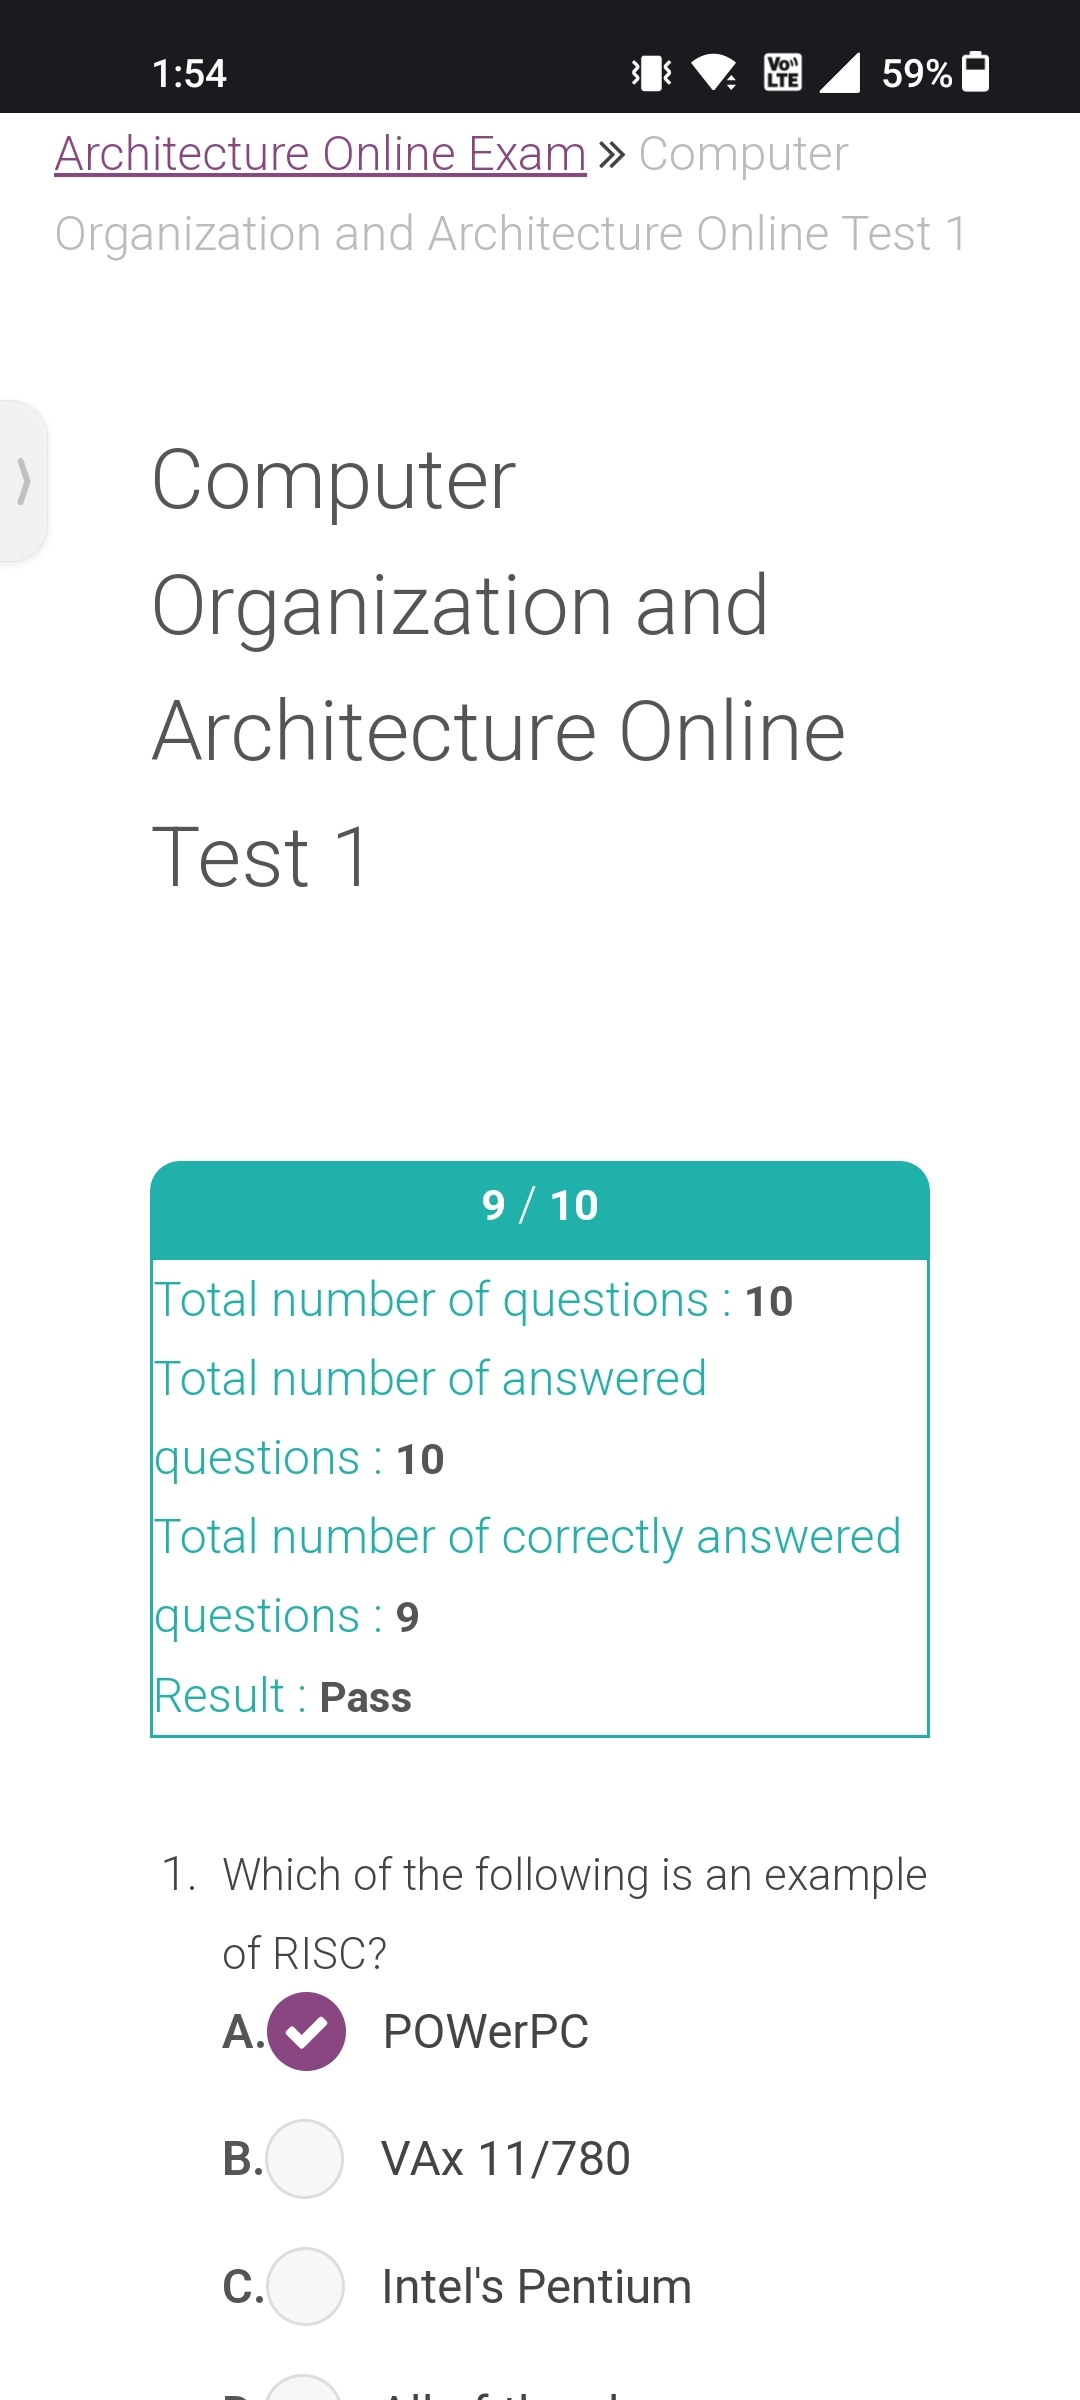 1:54 Vo LTE 59%
Architecture Online Exam » Computer
Organization and Architecture Online Test 1
Computer
Organization and
Architecture Online
Test 1
9 / 10
Total number of questions : 10
Total number of answered
questions : 10
Total number of correctly answered
questions : 9
Result : Pass
1. Which of the following is an example
of RISC?
A. POWerPC
B. VAx 11/780
C. Intel's Pentium